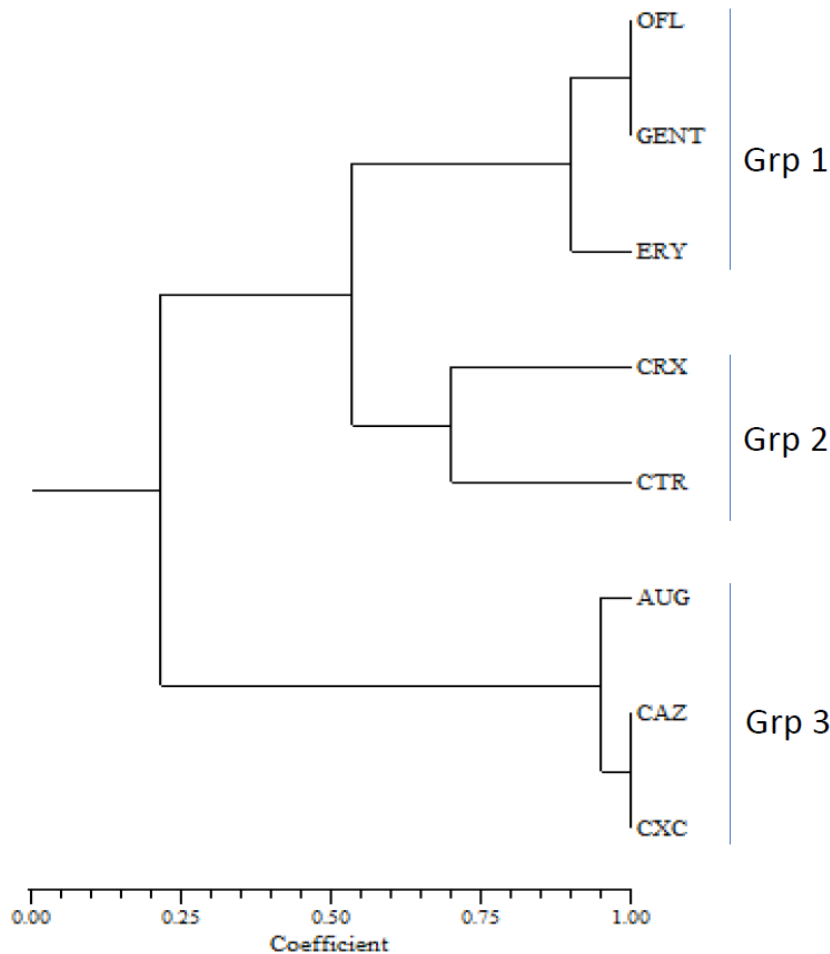 OFL
GENT
Grp 1
ERY
CRX
Grp 2
CTR
AUG
CAZ
Grp 3
CXC
0.00 0.25 0.50 0.75 1.00
Coefficient